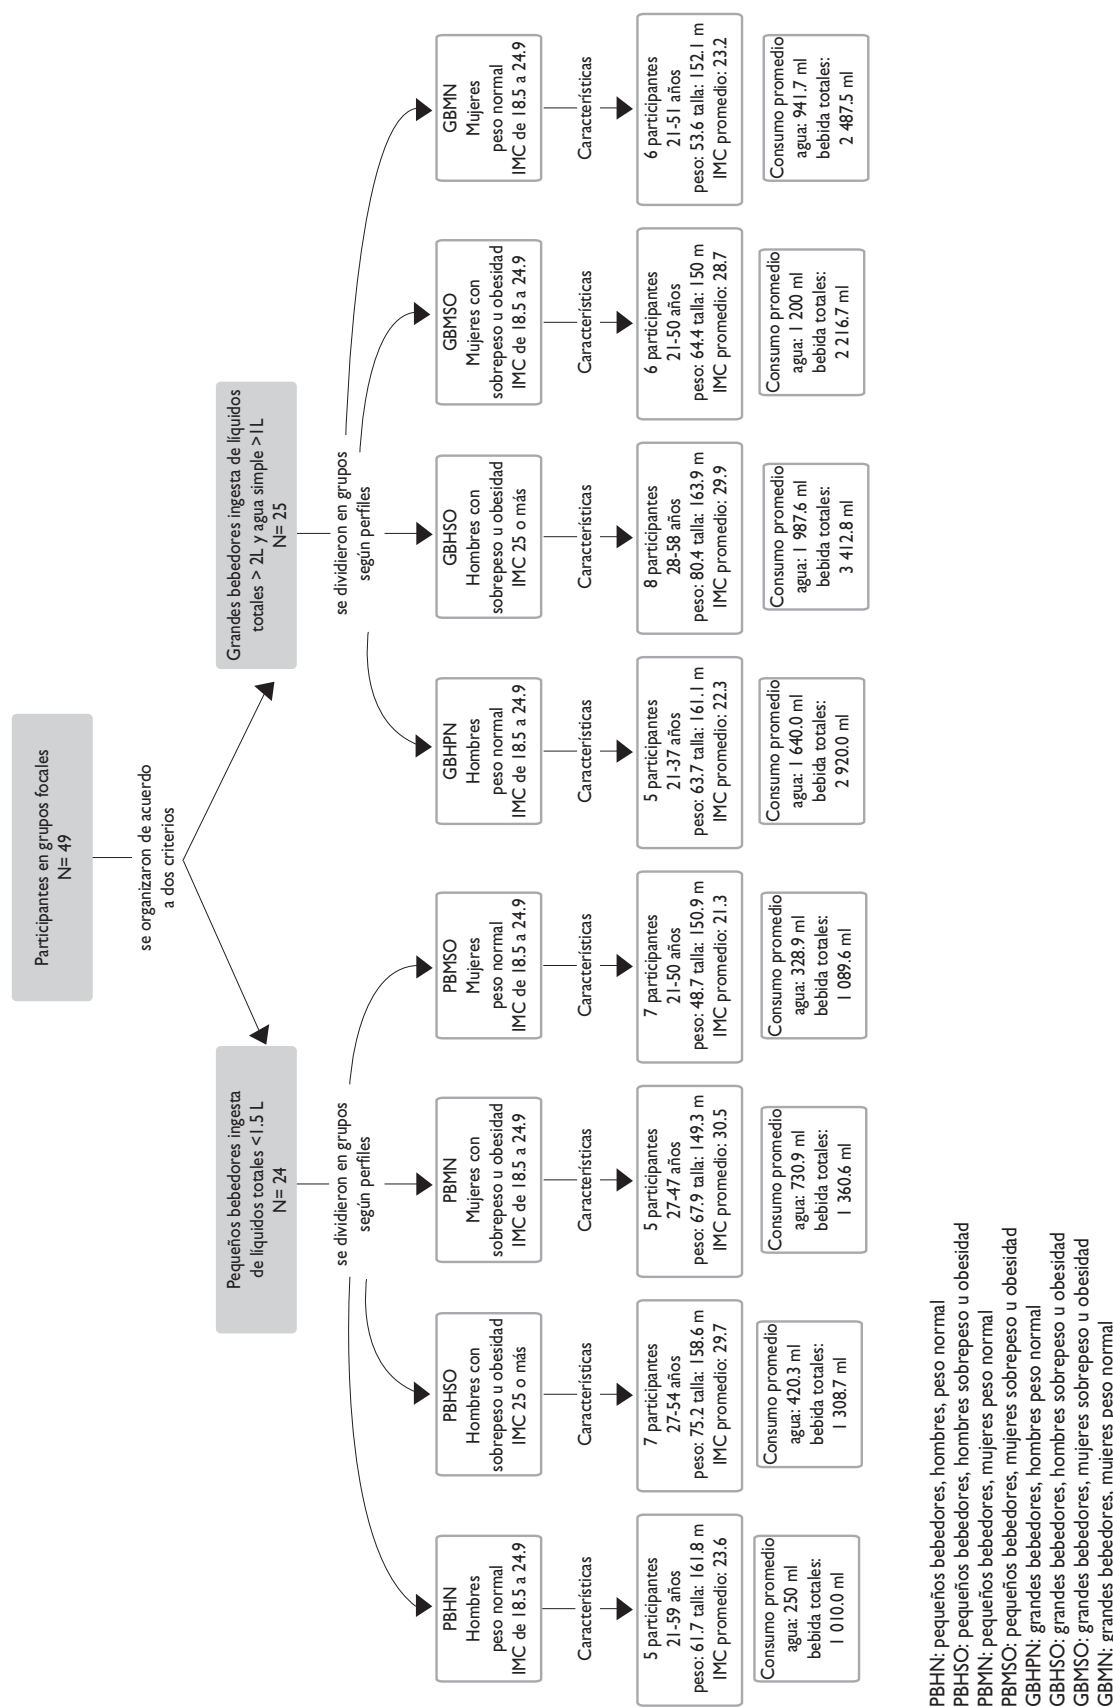 Participantes en grupos focales
N= 49
se organizaron de acuerdo
a dos criterios
Pequeños bebedores ingesta
de líquidos totales <1.5 L
N= 24
Grandes bebedores ingesta de líquidos
totales > 2L y agua simple >1L
N= 25
se dividieron en grupos
según perfiles
se dividieron en grupos
según perfiles
PBHN
Hombres
peso normal
IMC de 18.5 a 24.9
PBHSO
Hombres con
sobrepeso u obesidad
IMC 25 o más
PBMN
Mujeres con
sobrepeso u obesidad
IMC de 18.5 a 24.9
PBMSO
Mujeres
peso normal
IMC de 18.5 a 24.9
GBHPN
Hombres
peso normal
IMC de 18.5 a 24.9
GBHSO
Hombres con
sobrepeso u obesidad
IMC 25 o más
GBMSO
Mujeres con
sobrepeso u obesidad
IMC de 18.5 a 24.9
GBMN
Mujeres
peso normal
IMC de 18.5 a 24.9
Características
Características
Características
Características
Características
Características
Características
Características
5 participantes
21-59 años
peso: 61.7 talla: 161.8 m
IMC promedio: 23.6
7 participantes
27-54 años
peso: 75.2 talla: 158.6 m
IMC promedio: 29.7
5 participantes
27-47 años
peso: 67.9 talla: 149.3 m
IMC promedio: 30.5
7 participantes
21-50 años
peso: 48.7 talla: 150.9 m
IMC promedio: 21.3
5 participantes
21-37 años
peso: 63.7 talla: 161.1 m
IMC promedio: 22.3
8 participantes
28-58 años
peso: 80.4 talla: 163.9 m
IMC promedio: 29.9
6 participantes
21-50 años
peso: 64.4 talla: 150 m
IMC promedio: 28.7
6 participantes
21-51 años
peso: 53.6 talla: 152.1 m
IMC promedio: 23.2
Consumo promedio
agua: 250 ml
bebida totales:
1 010.0 ml
Consumo promedio
agua: 420.3 ml
bebida totales:
1 308.7 ml
Consumo promedio
agua: 730.9 ml
bebida totales:
1 360.6 ml
Consumo promedio
agua: 328.9 ml
bebida totales:
1 089.6 ml
Consumo promedio
agua: 1 640.0 ml
bebida totales:
2 920.0 ml
Consumo promedio
agua: 1 987.6 ml
bebida totales:
3 412.8 ml
Consumo promedio
agua: 1 200 ml
bebida totales:
2 216.7 ml
Consumo promedio
agua: 941.7 ml
bebida totales:
2 487.5 ml
PBHN: pequeños bebedores, hombres, peso normal
PBHSO: pequeños bebedores, hombres sobrepeso u obesidad
PBMN: pequeños bebedores, mujeres peso normal
PBMSO: pequeños bebedores, mujeres sobrepeso u obesidad
GBHPN: grandes bebedores, hombres peso normal
GBHSO: grandes bebedores, hombres sobrepeso u obesidad
GBMSO: grandes bebedores, mujeres sobrepeso u obesidad
GBMN: grandes bebedores, mujeres peso normal